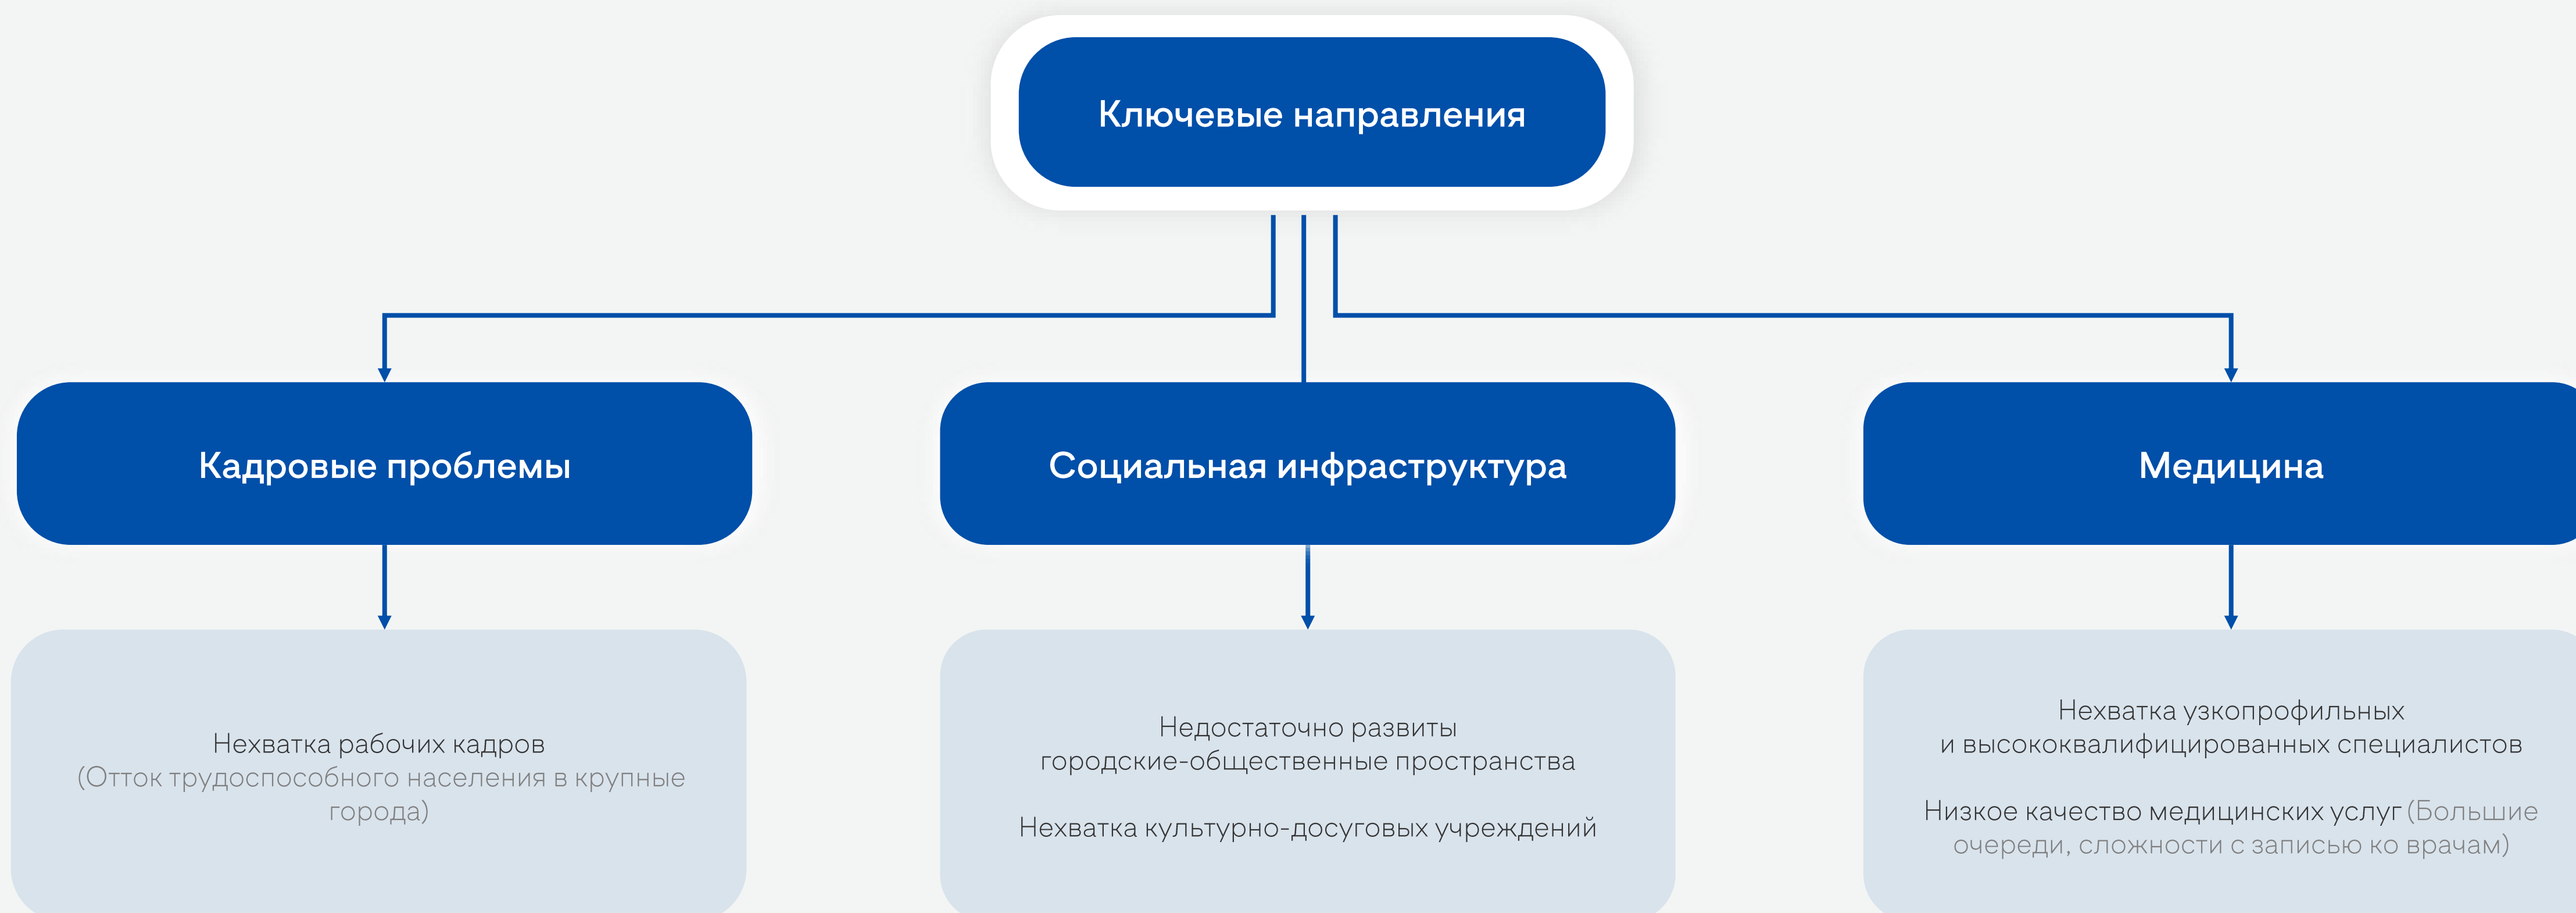 Ключевые направления
Кадровые проблемы
Социальная инфраструктура
Медицина
Нехватка рабочих кадров
(Отток трудоспособного населения в крупные
города)
Недостаточно развиты
городские-общественные пространства
Нехватка культурно-досуговых учреждений
Нехватка узкопрофильных
и высококвалифицированных специалистов
Низкое качество медицинских услуг (Большие
очереди, сложности с записью ко врачам)